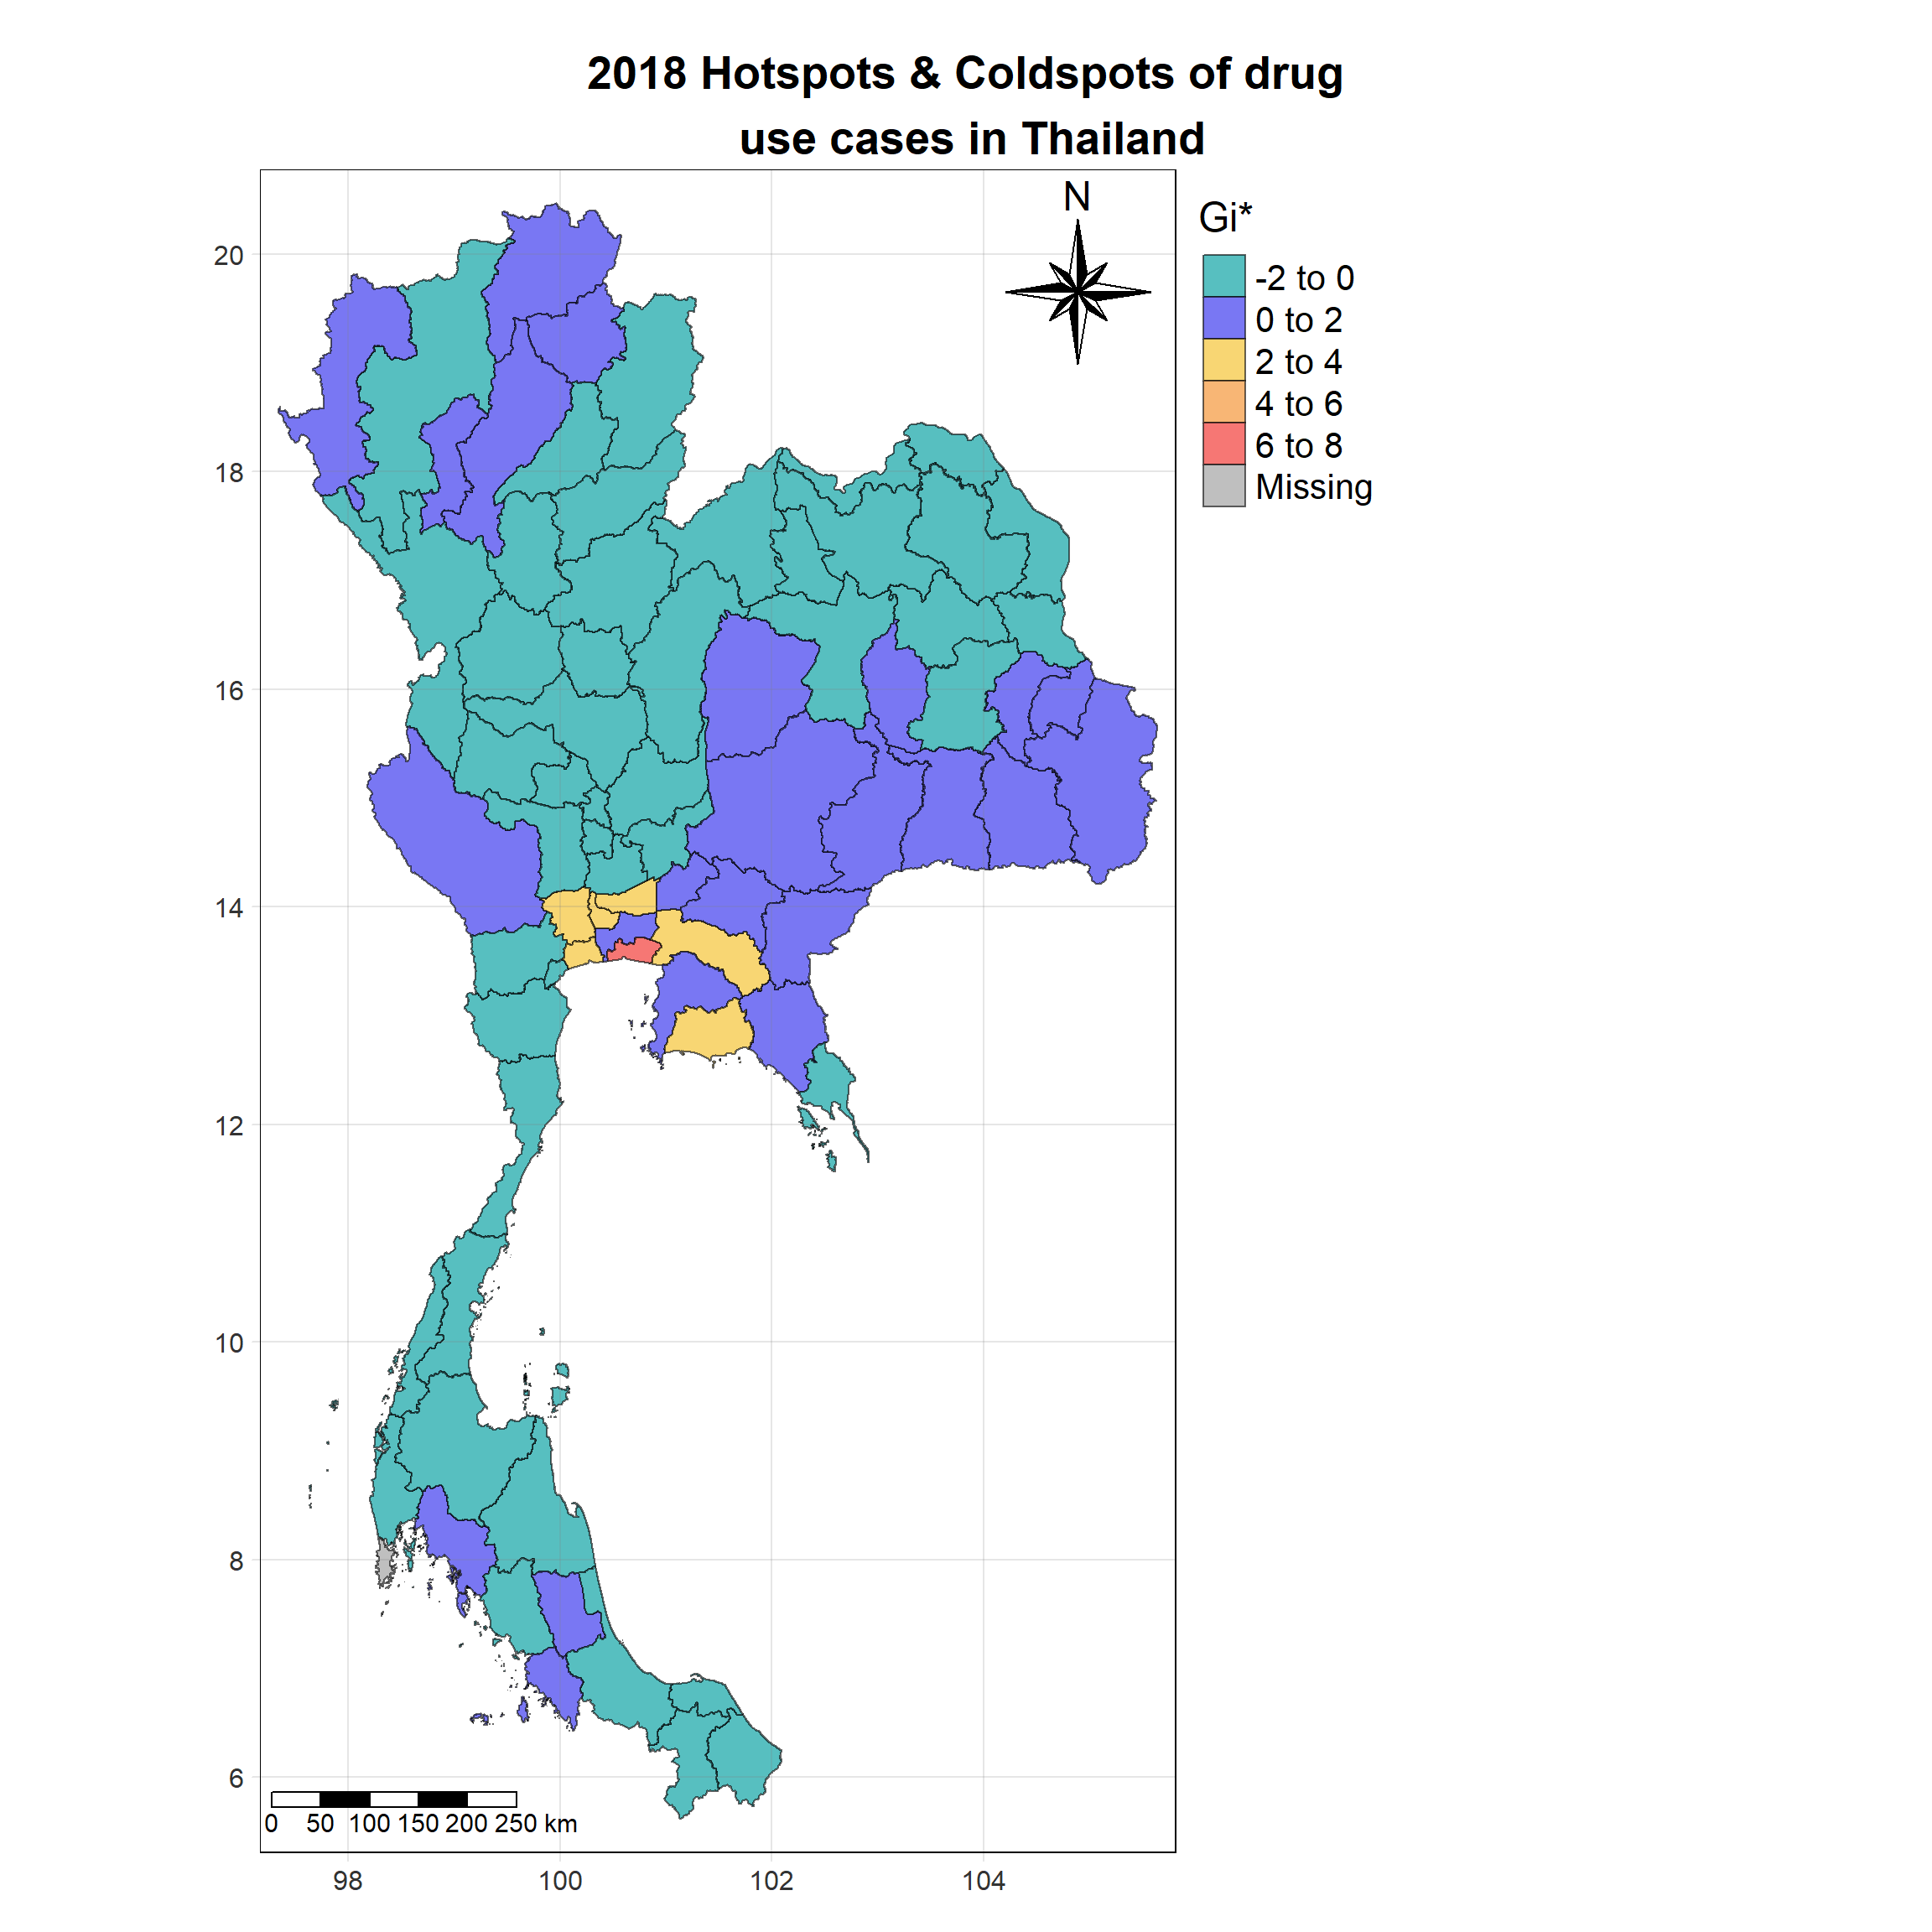 2018 Hotspots & Coldspots of drug
use cases in Thailand
N
Gi*
-2 to 0
0 to 2
2 to 4
4 to 6
6 to 8
Missing
20
18
16
14
12
10
8
6
0 50 100 150 200 250 km
98 100 102 104